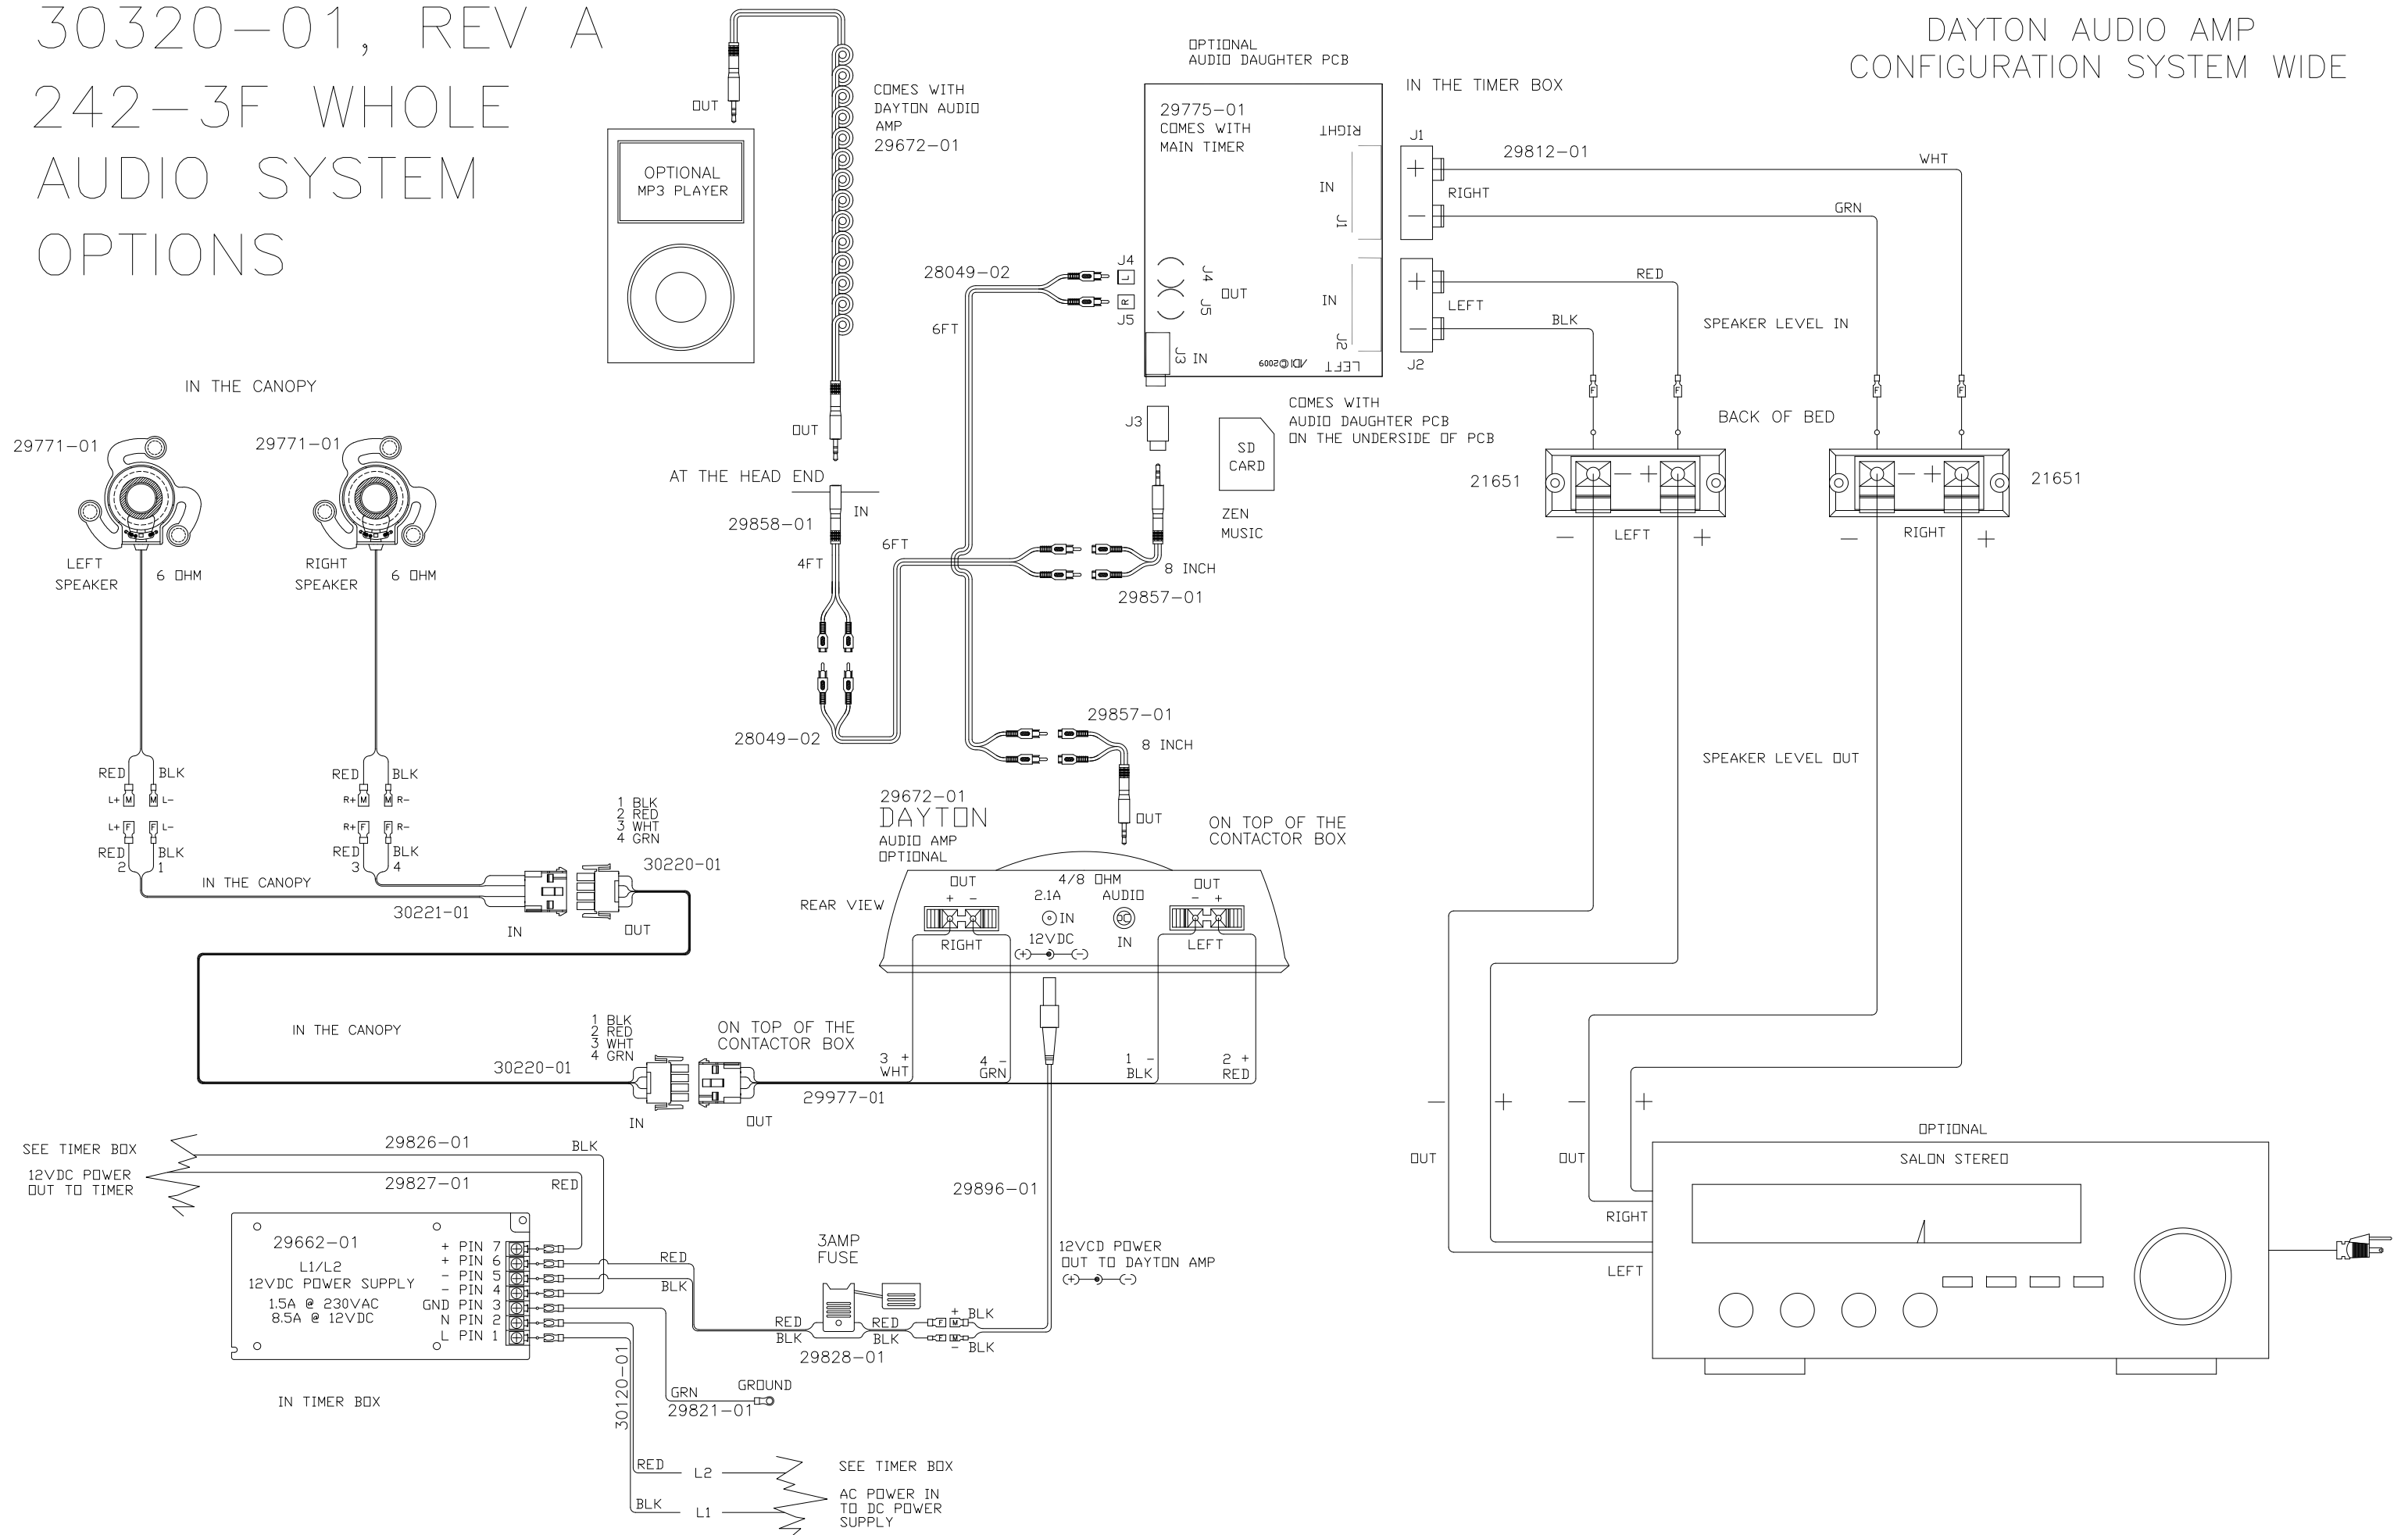 30320-01, REV A
242-3F WHOLE
AUDIO SYSTEM
OPTIONS
DAYTON AUDIO AMP
CONFIGURATION SYSTEM WIDE
OUT
OPTIONAL
MP3 PLAYER
COMES WITH
DAYTON AUDIO
AMP
29672-01
OUT
AT THE HEAD END
IN
29858-01
4FT
28049-02
6FT
OPTIONAL
AUDIO DAUGHTER PCB
IN THE TIMER BOX
29775-01
COMES WITH
MAIN TIMER
RIGHT
IN
J1
J4
J5
OUT
IN
J2
J3 IN
ADI©2009
LEFT
28049-02
6FT
J4
L
R
J5
J1
+
RIGHT
-
+
LEFT
-
J2
29812-01
WHT
GRN
RED
BLK
SPEAKER LEVEL IN
F
F
F
F
BACK OF BED
21651
- +
- LEFT +
- +
21651
- RIGHT +
COMES WITH
AUDIO DAUGHTER PCB
ON THE UNDERSIDE OF PCB
J3
SD
CARD
ZEN
MUSIC
8 INCH
29857-01
29857-01
8 INCH
OUT
IN THE CANOPY
29771-01
29771-01
LEFT
SPEAKER
6 OHM
RIGHT
SPEAKER
6 OHM
RED BLK
L+ M M L-
L+ F F L-
RED BLK
2 1
RED BLK
R+ M M R-
R+ F F R-
RED BLK
3 4
IN THE CANOPY
30221-01
IN
1 BLK
2 RED
3 WHT
4 GRN
30220-01
OUT
29672-01
DAYTON
AUDIO AMP
OPTIONAL
ON TOP OF THE
CONTACTOR BOX
REAR VIEW
OUT
+ -
RIGHT
4/8 OHM
2.1A
IN
12VDC
(+) (-)
AUDIO
IN
OUT
- +
LEFT
IN THE CANOPY
1 BLK
2 RED
3 WHT
4 GRN
30220-01
IN
ON TOP OF THE
CONTACTOR BOX
OUT
29977-01
3 +
WHT
4 -
GRN
1 -
BLK
2 +
RED
SPEAKER LEVEL OUT
- + - +
OUT
OUT
OPTIONAL
SALON STEREO
RIGHT
LEFT
SEE TIMER BOX
12VDC POWER
OUT TO TIMER
29826-01
BLK
29827-01
RED
29662-01
L1/L2
12VDC POWER SUPPLY
1.5A @ 230VAC
8.5A @ 12VDC
+ PIN 7
+ PIN 6
- PIN 5
- PIN 4
GND PIN 3
N PIN 2
L PIN 1
IN TIMER BOX
RED
BLK
3AMP
FUSE
RED
BLK
RED
BLK
29828-01
F M
F M
+ BLK
- BLK
29896-01
12VCD POWER
OUT TO DAYTON AMP
(+) (-)
30120-01
GRN
29821-01
GROUND
RED
L2
BLK
L1
SEE TIMER BOX
AC POWER IN
TO DC POWER
SUPPLY